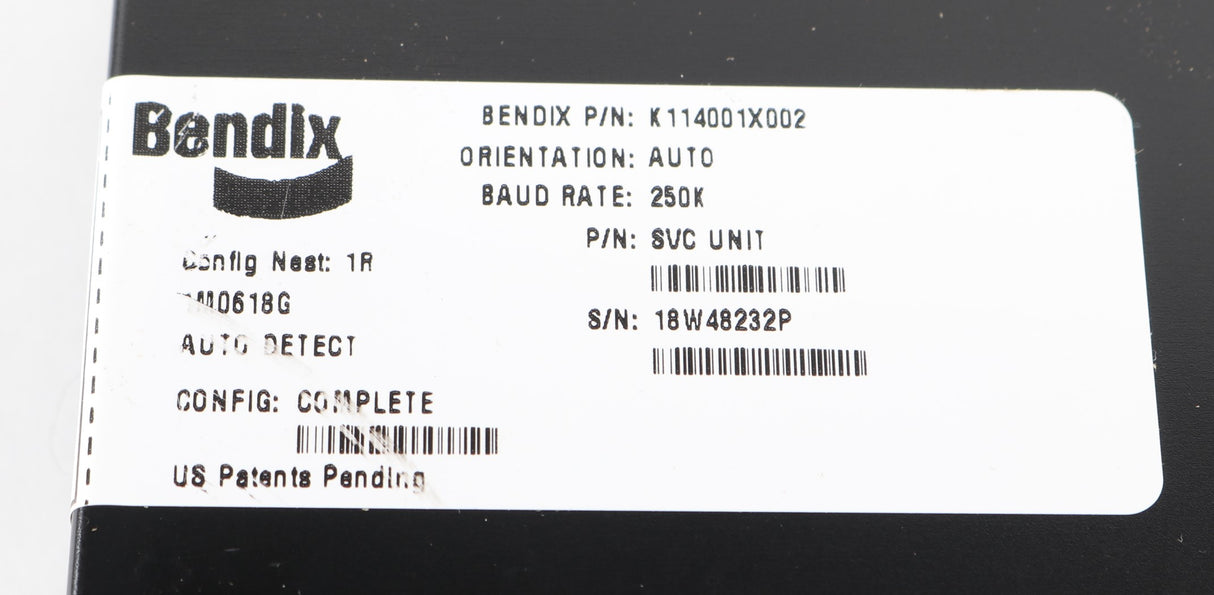 Bendix
BENDIX P/N: K114001X002
ORIENTATION: AUTO
BAUD RATE: 250K
P/N: SVC UNIT
S/N: 18W48232P
Config Nest: 1R
AUTO DETECT
CONFIG: COMPLETE
US Patents Pending